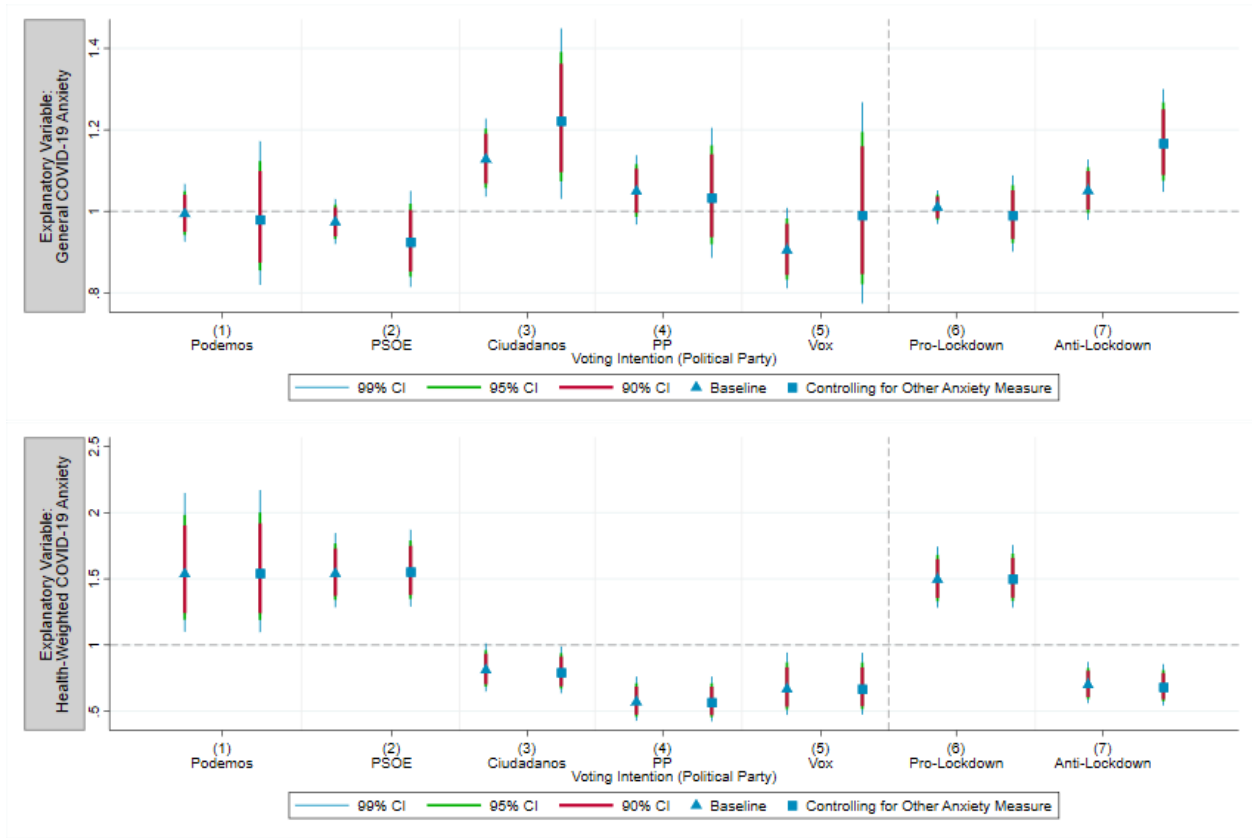 Explanatory Variable:
General COVID-19 Anxiety
1.4
1.2
1
.8
(1) (2) (3) (4) (5) (6) (7)
Podemos PSOE Ciudadanos PP Vox Pro-Lockdown Anti-Lockdown
Voting Intention (Political Party)
99% CI 95% CI 90% CI Baseline Controlling for Other Anxiety Measure
Explanatory Variable:
Health-Weighted COVID-19 Anxiety
2.5
2
1.5
1
.5
(1) (2) (3) (4) (5) (6) (7)
Podemos PSOE Ciudadanos PP Vox Pro-Lockdown Anti-Lockdown
Voting Intention (Political Party)
99% CI 95% CI 90% CI Baseline Controlling for Other Anxiety Measure